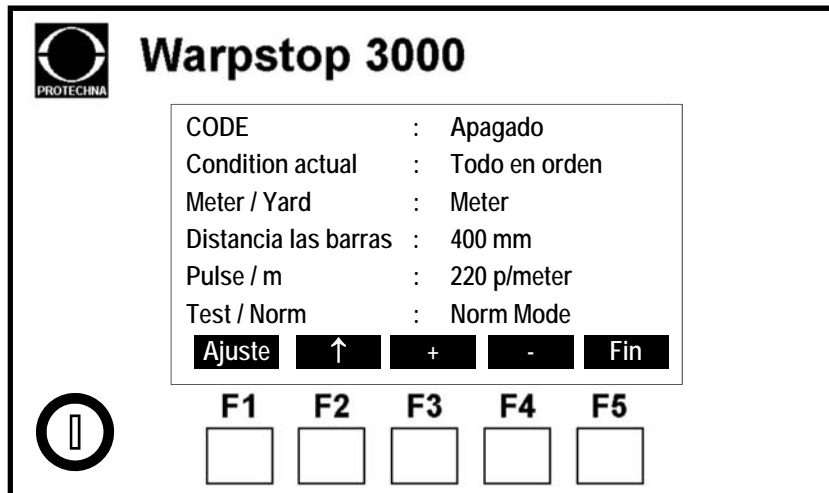 PROTECHNA
Warpstop 3000
CODE : Apagado
Condition actual : Todo en orden
Meter / Yard : Meter
Distancia las barras : 400 mm
Pulse / m : 220 p/meter
Test / Norm : Norm Mode
Ajuste ↑ + - Fin
F1 F2 F3 F4 F5